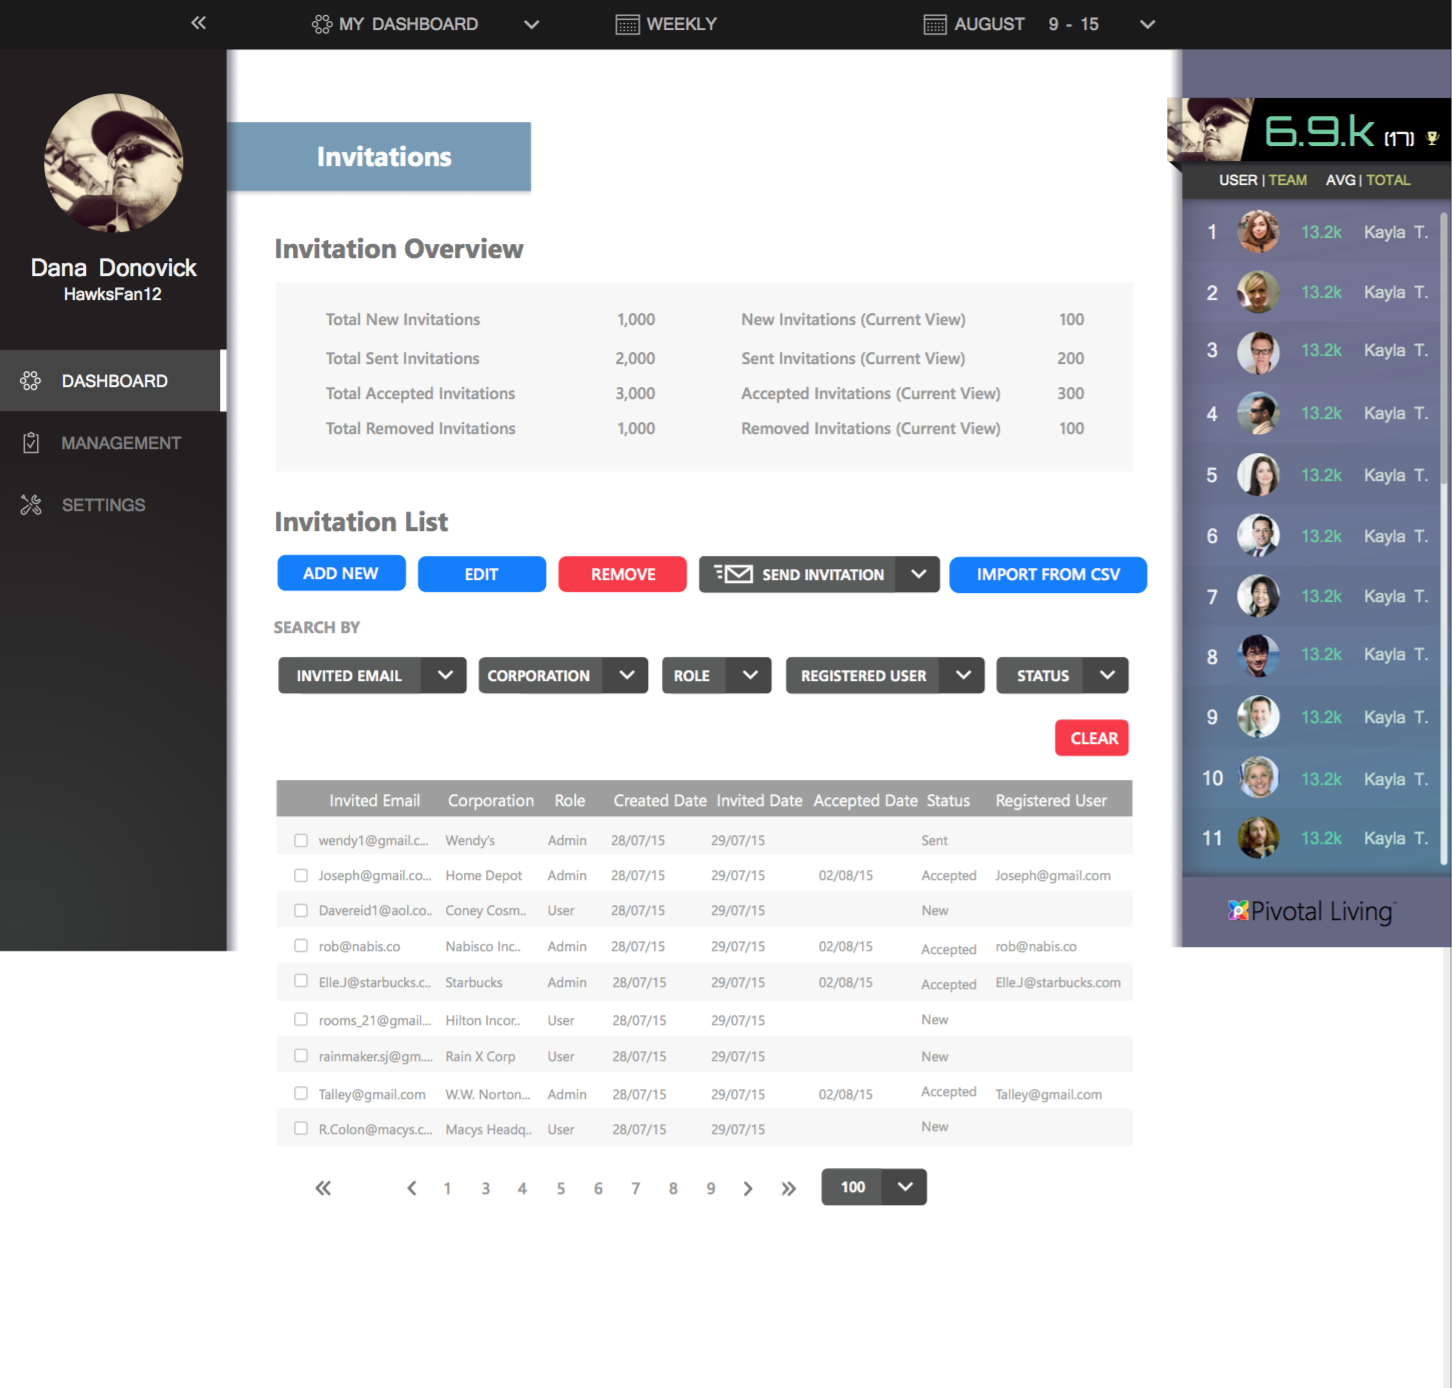 MY DASHBOARD
WEEKLY
AUGUST 9 - 15
Dana Donovick
HawksFan12
DASHBOARD
MANAGEMENT
SETTINGS
Invitations
Invitation Overview
Total New Invitations 1,000 New Invitations (Current View) 100
Total Sent Invitations 2,000 Sent Invitations (Current View) 200
Total Accepted Invitations 3,000 Accepted Invitations (Current View) 300
Total Removed Invitations 1,000 Removed Invitations (Current View) 100
Invitation List
ADD NEW EDIT REMOVE SEND INVITATION IMPORT FROM CSV
SEARCH BY
INVITED EMAIL CORPORATION ROLE REGISTERED USER STATUS
CLEAR
Invited Email Corporation Role Created Date Invited Date Accepted Date Status Registered User
wendy1@gmail.c... Wendy's Admin 28/07/15 29/07/15 Sent
Joseph@gmail.co... Home Depot Admin 28/07/15 29/07/15 02/08/15 Accepted Joseph@gmail.com
Davereid1@aol.co.. Coney Cosm.. User 28/07/15 29/07/15 New
rob@nabis.co Nabisco Inc.. Admin 28/07/15 29/07/15 02/08/15 Accepted rob@nabis.co
Elle.J@starbucks.c.. Starbucks Admin 28/07/15 29/07/15 02/08/15 Accepted Elle.J@starbucks.com
rooms_21@gmail... Hilton Incor.. User 28/07/15 29/07/15 New
rainmaker.sj@gm.... Rain X Corp User 28/07/15 29/07/15 New
Talley@gmail.com W.W. Norton... Admin 28/07/15 29/07/15 02/08/15 Accepted Talley@gmail.com
R.Colon@macys.c... Macys Headq.. User 28/07/15 29/07/15 New
1 3 4 5 6 7 8 9 100
6.9.k (17)
USER | TEAM AVG | TOTAL
1 13.2k Kayla T.
2 13.2k Kayla T.
3 13.2k Kayla T.
4 13.2k Kayla T.
5 13.2k Kayla T.
6 13.2k Kayla T.
7 13.2k Kayla T.
8 13.2k Kayla T.
9 13.2k Kayla T.
10 13.2k Kayla T.
11 13.2k Kayla T.
Pivotal Living